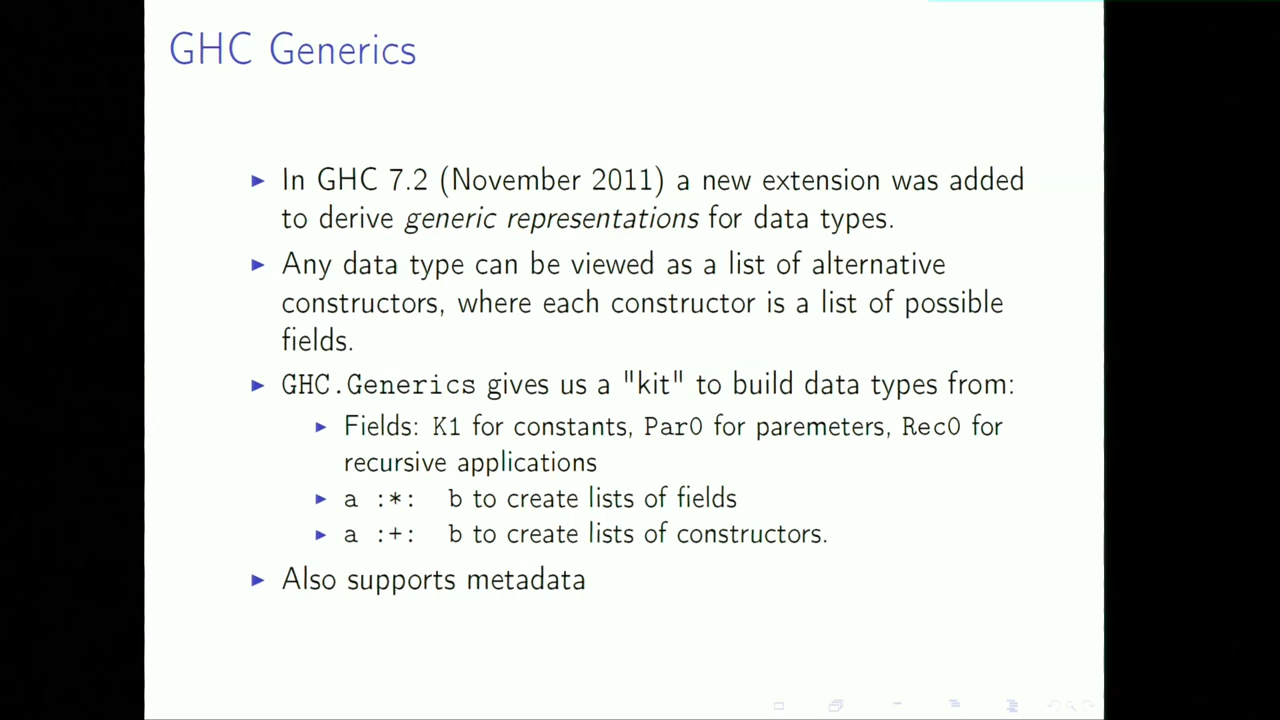 GHC Generics
▶ In GHC 7.2 (November 2011) a new extension was added
to derive generic representations for data types.
▶ Any data type can be viewed as a list of alternative
constructors, where each constructor is a list of possible
fields.
▶ GHC.Generics gives us a "kit" to build data types from:
▶ Fields: K1 for constants, Par0 for paremeters, Rec0 for
recursive applications
▶ a :*: b to create lists of fields
▶ a :+: b to create lists of constructors.
▶ Also supports metadata